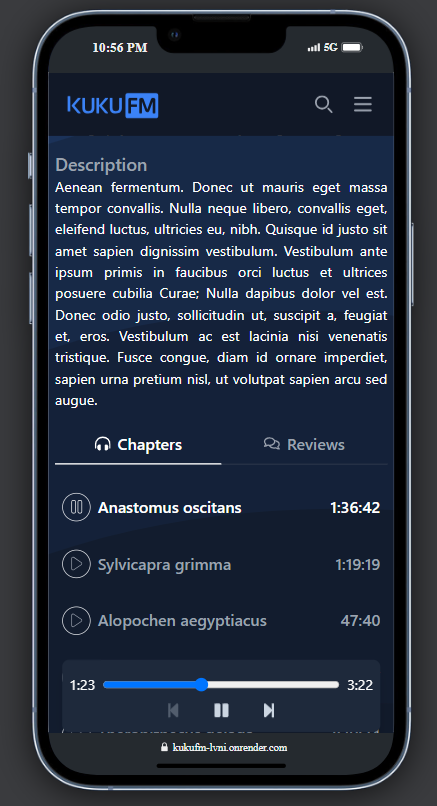 10:56 PM 5G
KUKU FM
Description
Aenean fermentum. Donec ut mauris eget massa
tempor convallis. Nulla neque libero, convallis eget,
eleifend luctus, ultricies eu, nibh. Quisque id justo sit
amet sapien dignissim vestibulum. Vestibulum ante
ipsum primis in faucibus orci luctus et ultrices
posuere cubilia Curae; Nulla dapibus dolor vel est.
Donec odio justo, sollicitudin ut, suscipit a, feugiat
et, eros. Vestibulum ac est lacinia nisi venenatis
tristique. Fusce congue, diam id ornare imperdiet,
sapien urna pretium nisl, ut volutpat sapien arcu sed
augue.
Chapters Reviews
Anastomus oscitans 1:36:42
Sylvicapra grimma 1:19:19
Alopochen aegyptiacus 47:40
1:23 3:22
kukufm-lvni.onrender.com